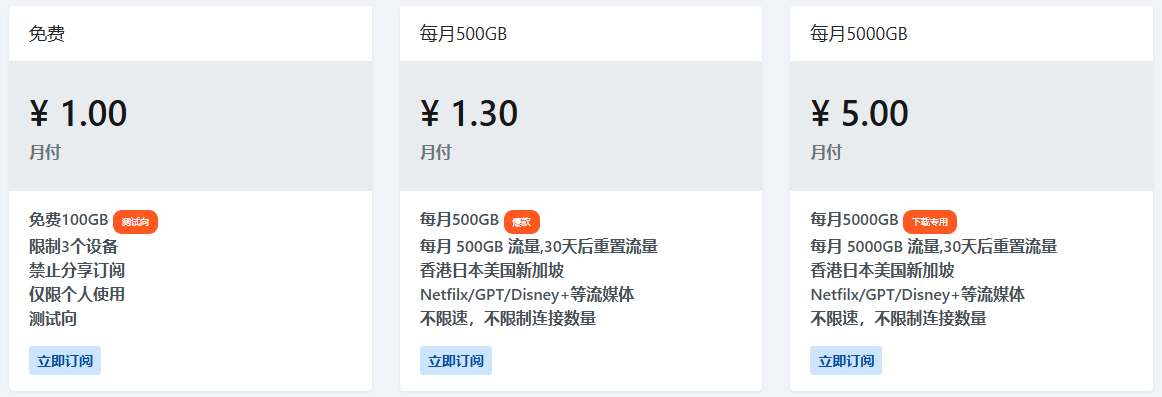 免费
¥ 1.00
月付
免费100GB 测试向
限制3个设备
禁止分享订阅
仅限个人使用
测试向
立即订阅
每月500GB
¥ 1.30
月付
每月500GB 爆款
每月 500GB 流量,30天后重置流量
香港日本美国新加坡
Netfilx/GPT/Disney+等流媒体
不限速，不限制连接数量
立即订阅
每月5000GB
¥ 5.00
月付
每月5000GB 下载专用
每月 5000GB 流量,30天后重置流量
香港日本美国新加坡
Netfilx/GPT/Disney+等流媒体
不限速，不限制连接数量
立即订阅